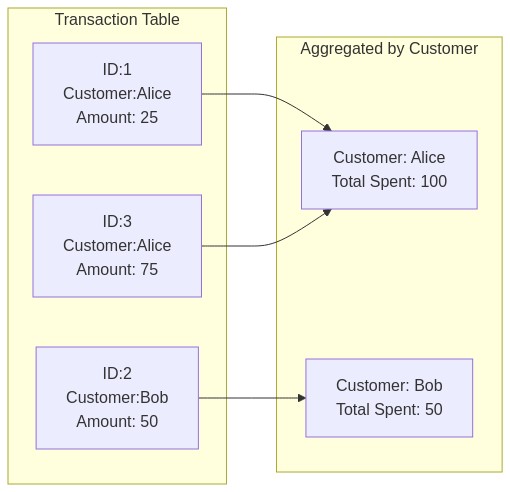 Transaction Table
ID:1
Customer:Alice
Amount: 25
ID:3
Customer:Alice
Amount: 75
ID:2
Customer:Bob
Amount: 50
Aggregated by Customer
Customer: Alice
Total Spent: 100
Customer: Bob
Total Spent: 50